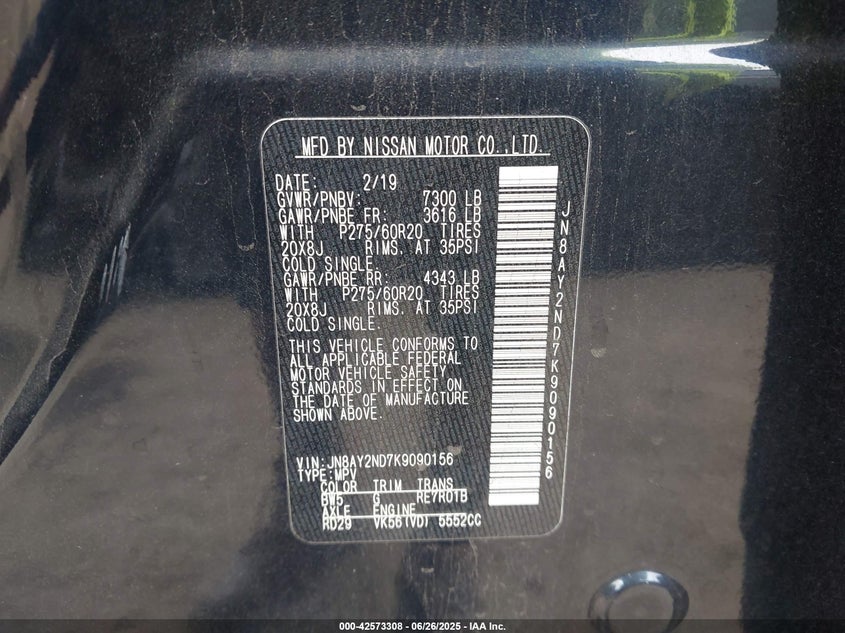 MFD BY NISSAN MOTOR CO.,LTD.
DATE: 2/19
GVWR/PNBV: 7300 LB
GAWR/PNBE FR: 3616 LB
WITH P275/60R20 TIRES
20X8J RIMS. AT 35PSI
COLD SINGLE.
GAWR/PNBE RR: 4343 LB
WITH P275/60R20 TIRES
20X8J RIMS. AT 35PSI
COLD SINGLE.
THIS VEHICLE CONFORMS TO
ALL APPLICABLE FEDERAL
MOTOR VEHICLE SAFETY
STANDARDS IN EFFECT ON
THE DATE OF MANUFACTURE
SHOWN ABOVE.
VIN:JN8AY2ND7K9090156
TYPE:MPV
COLOR TRIM TRANS
BW5 G RE7R01B
AXLE ENGINE
RD29 VK56(VD) 5552CC
JN8AY2ND7K9090156
000-42573308 - 06/26/2025 - IAA Inc.